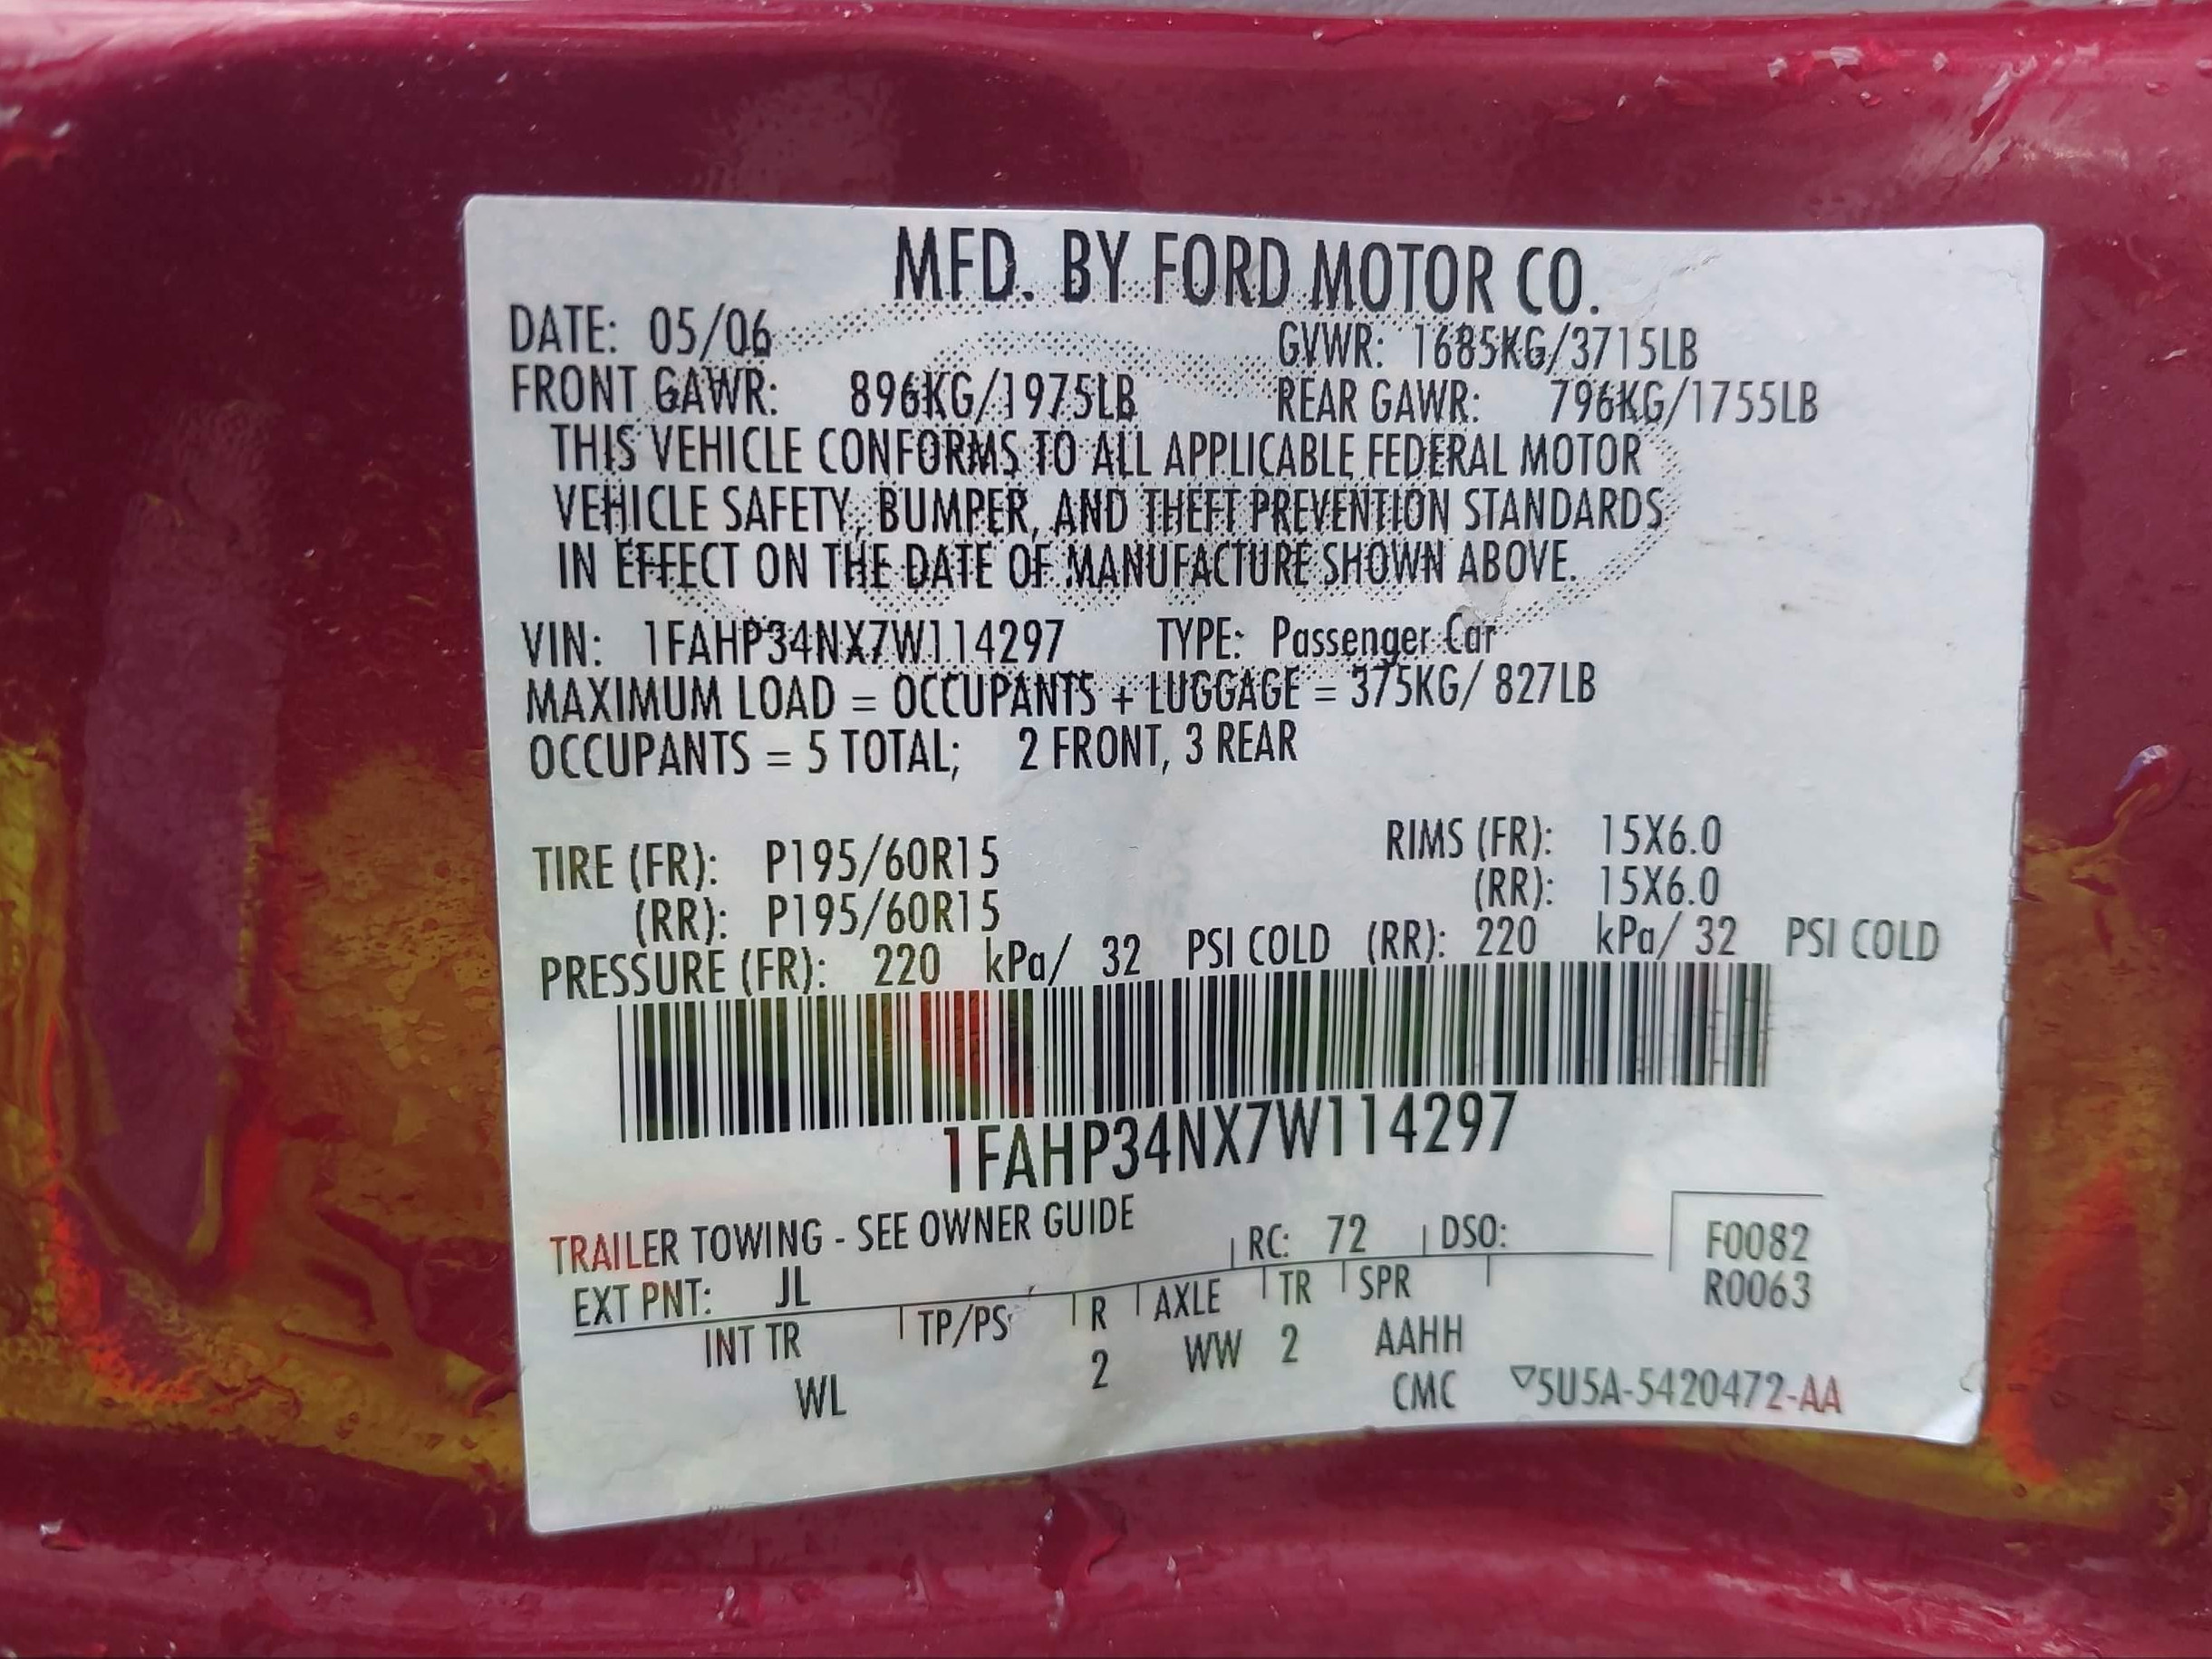 MFD. BY FORD MOTOR CO.
DATE: 05/06 GVWR: 1685KG/3715LB
FRONT GAWR: 896KG/1975LB REAR GAWR: 796KG/1755LB
THIS VEHICLE CONFORMS TO ALL APPLICABLE FEDERAL MOTOR
VEHICLE SAFETY, BUMPER, AND THEFT PREVENTION STANDARDS
IN EFFECT ON THE DATE OF MANUFACTURE SHOWN ABOVE.
VIN: 1FAHP34NX7W114297 TYPE: Passenger Car
MAXIMUM LOAD = OCCUPANTS + LUGGAGE = 375KG/ 827LB
OCCUPANTS = 5 TOTAL; 2 FRONT, 3 REAR
TIRE (FR): P195/60R15 RIMS (FR): 15X6.0
(RR): P195/60R15 (RR): 15X6.0
PRESSURE (FR): 220 kPa/ 32 PSI COLD (RR): 220 kPa/ 32 PSI COLD
1FAHP34NX7W114297
TRAILER TOWING - SEE OWNER GUIDE
EXT PNT: JL RC: 72 DSO: F0082
INT TR TP/PS R AXLE TR SPR R0063
WL 2 WW 2 AAHH
CMC ▽5U5A-5420472-AA